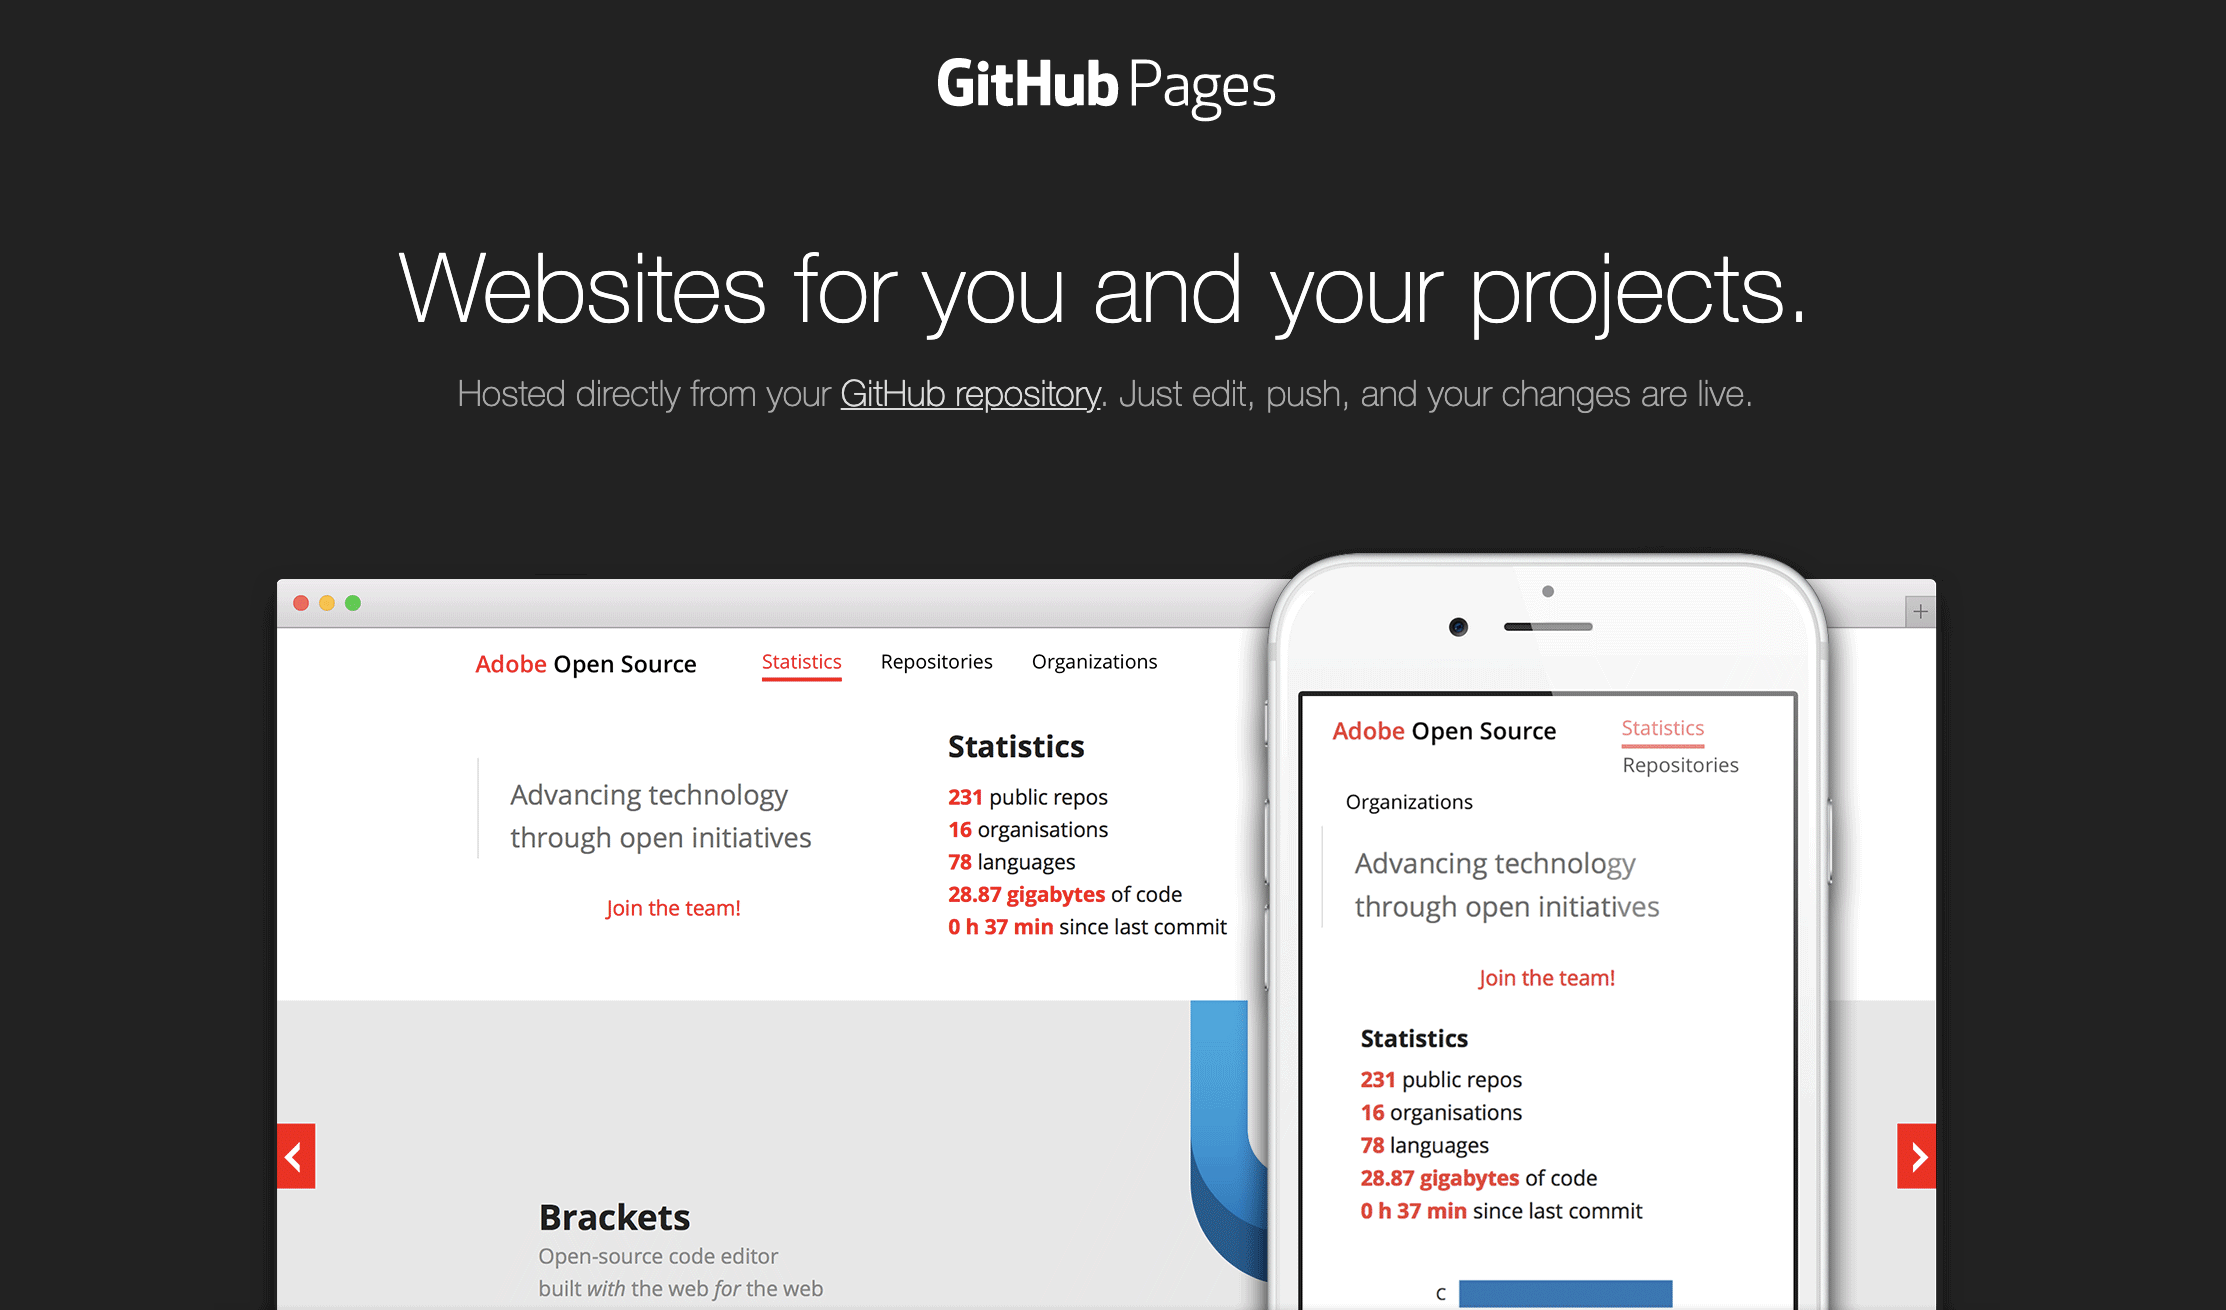 GitHub Pages
Websites for you and your projects.
Hosted directly from your GitHub repository. Just edit, push, and your changes are live.
Adobe Open Source Statistics Repositories Organizations
Advancing technology
through open initiatives
Join the team!
Statistics
231 public repos
16 organisations
78 languages
28.87 gigabytes of code
0 h 37 min since last commit
Brackets
Open-source code editor
built with the web for the web
Adobe Open Source Statistics
Repositories
Organizations
Advancing technology
through open initiatives
Join the team!
Statistics
231 public repos
16 organisations
78 languages
28.87 gigabytes of code
0 h 37 min since last commit
C